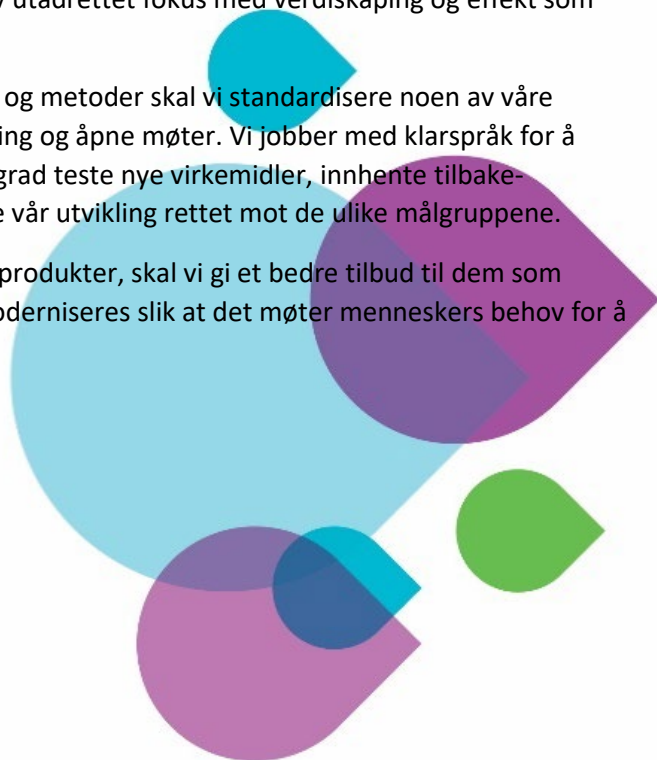 utadrettet fokus med verdiskaping og effekt som
og metoder skal vi standardisere noen av våre
ing og åpne møter. Vi jobber med klarspråk for å
grad teste nye virkemidler, innhente tilbake-
e vår utvikling rettet mot de ulike målgruppene.
produkter, skal vi gi et bedre tilbud til dem som
oderniseres slik at det møter menneskers behov for å